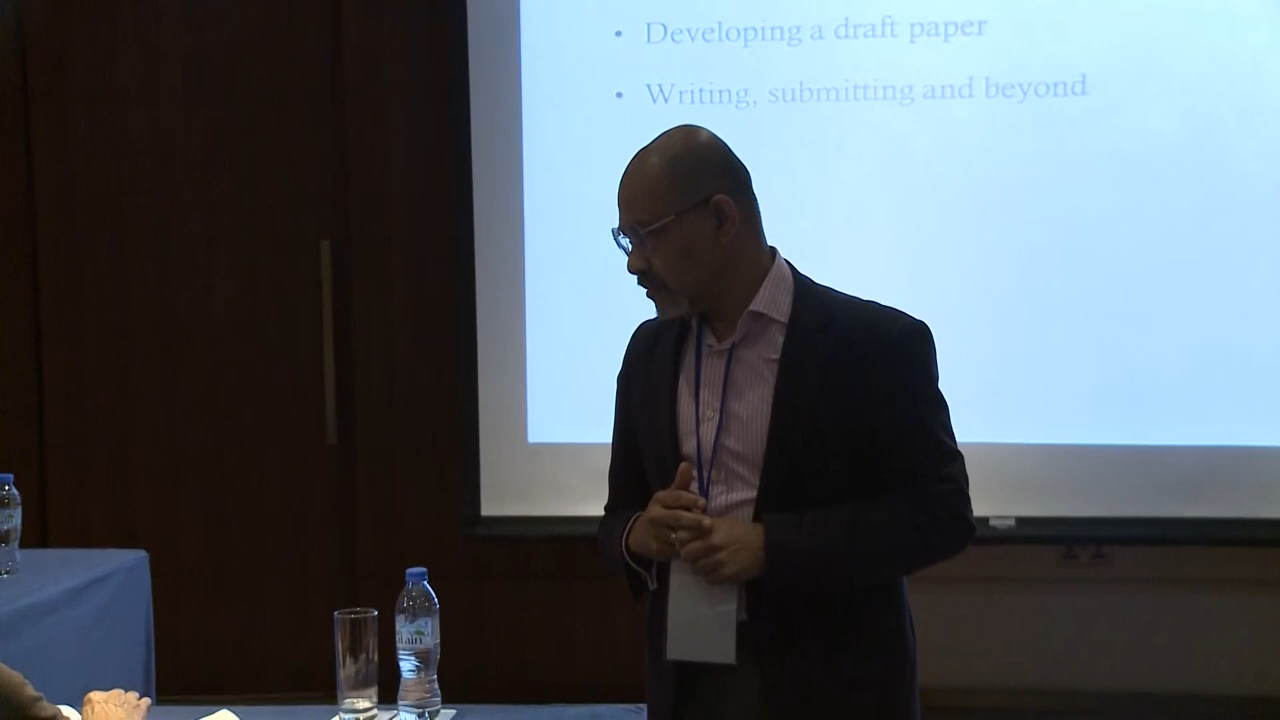 • Developing a draft paper
• Writing, submitting and beyond